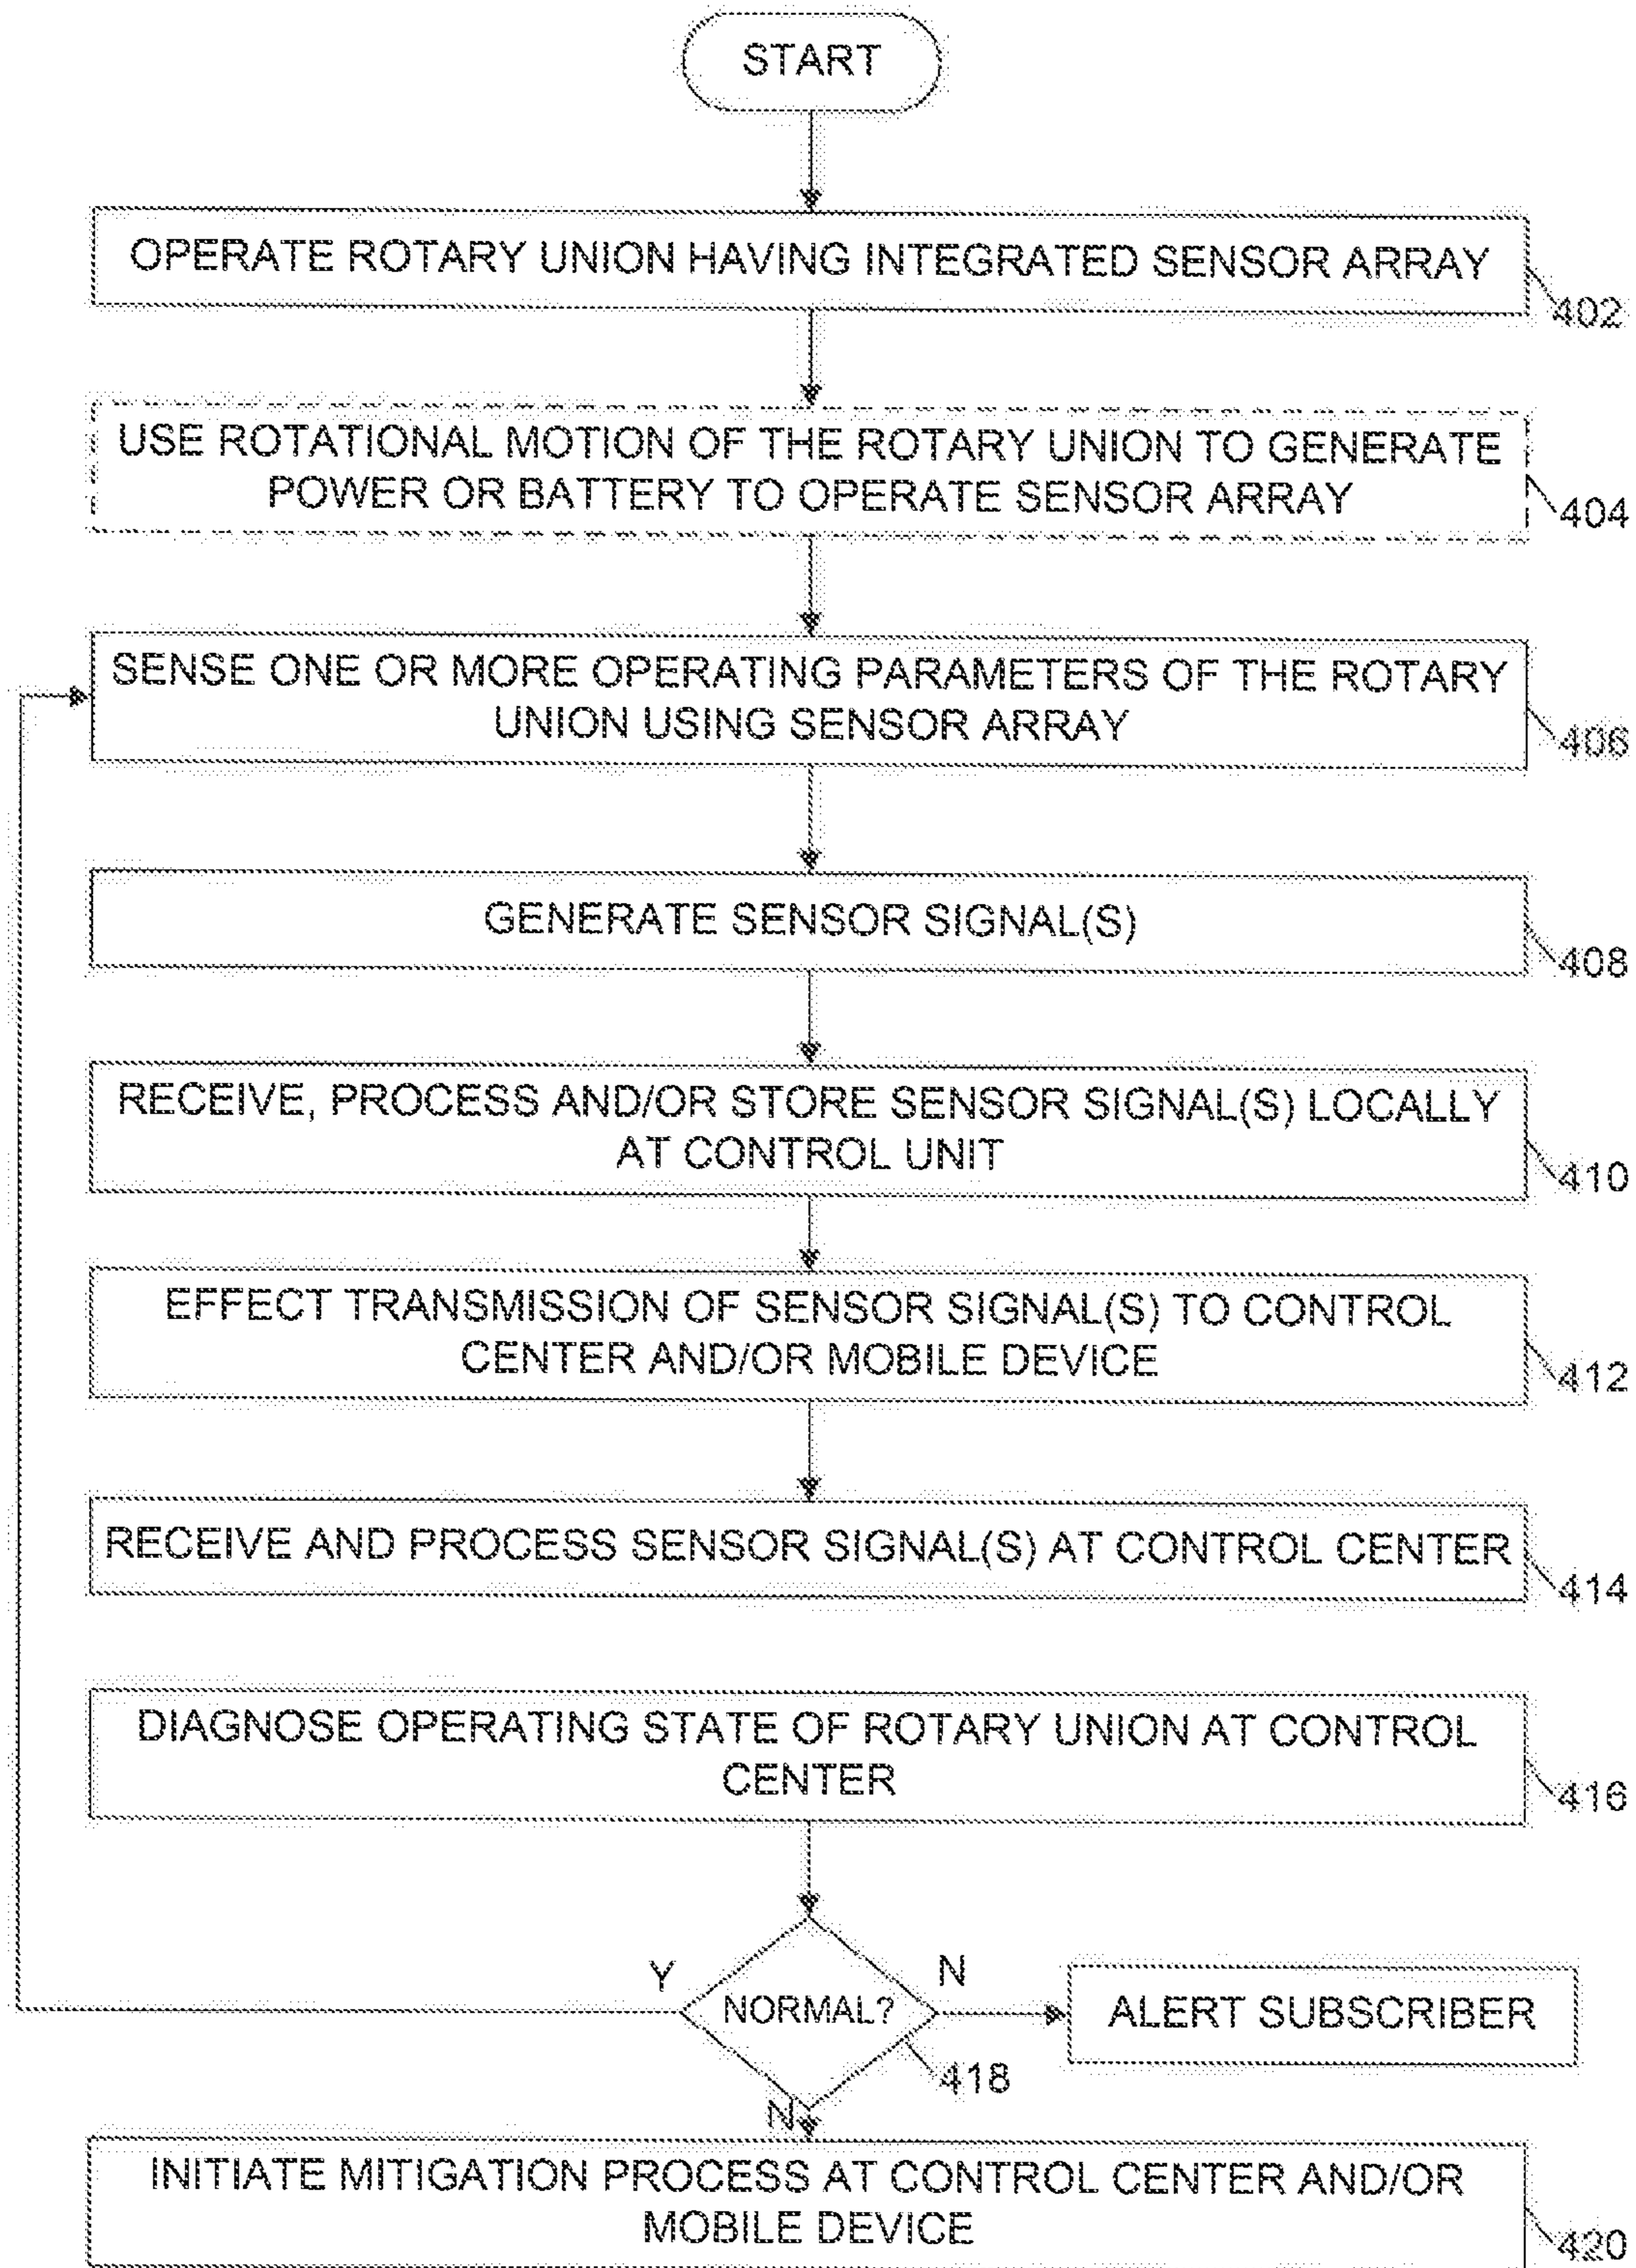 START
OPERATE ROTARY UNION HAVING INTEGRATED SENSOR ARRAY
402
USE ROTATIONAL MOTION OF THE ROTARY UNION TO GENERATE
POWER OR BATTERY TO OPERATE SENSOR ARRAY
404
SENSE ONE OR MORE OPERATING PARAMETERS OF THE ROTARY
UNION USING SENSOR ARRAY
406
GENERATE SENSOR SIGNAL(S)
408
RECEIVE, PROCESS AND/OR STORE SENSOR SIGNAL(S) LOCALLY
AT CONTROL UNIT
410
EFFECT TRANSMISSION OF SENSOR SIGNAL(S) TO CONTROL
CENTER AND/OR MOBILE DEVICE
412
RECEIVE AND PROCESS SENSOR SIGNAL(S) AT CONTROL CENTER
414
DIAGNOSE OPERATING STATE OF ROTARY UNION AT CONTROL
CENTER
416
Y
N
NORMAL?
ALERT SUBSCRIBER
418
N
INITIATE MITIGATION PROCESS AT CONTROL CENTER AND/OR
MOBILE DEVICE
420